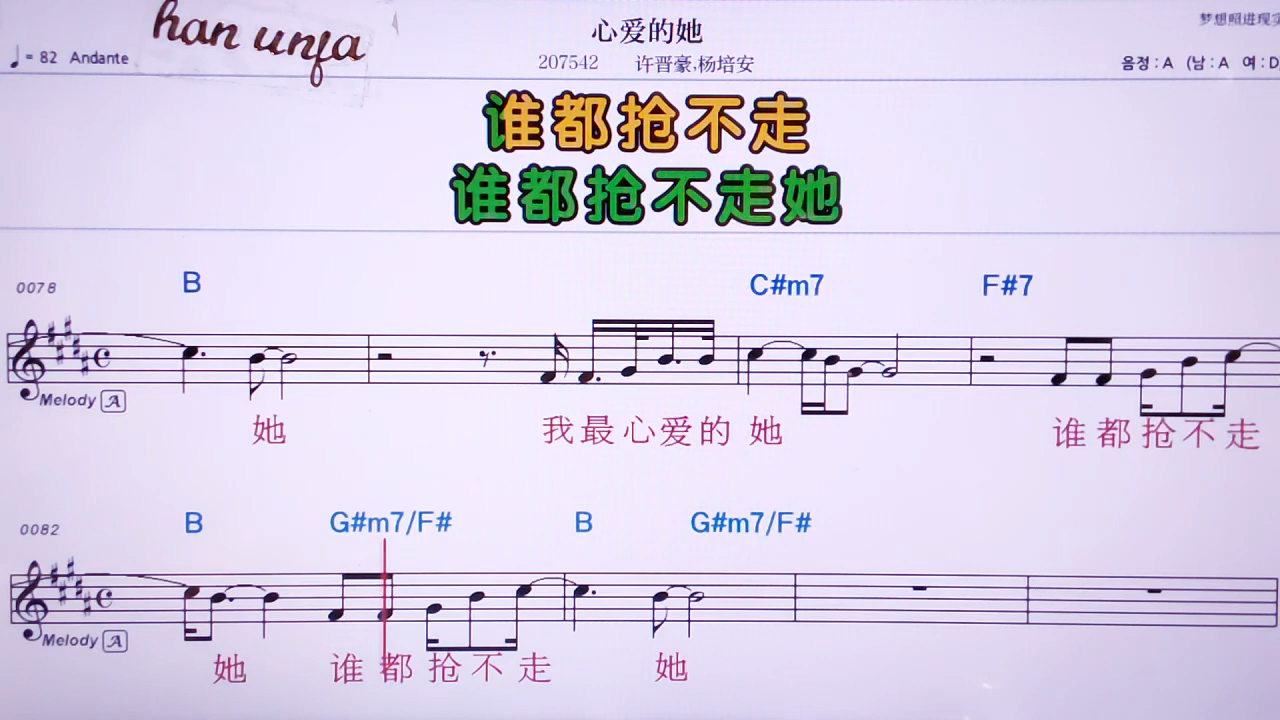 han unfa
心爱的她
梦想照进现实
♩= 82 Andante
207542 许晋豪,杨培安
음정 : A (남 : A 여 : D
谁都抢不走
谁都抢不走她
0078 B C#m7 F#7
Melody A
她 我最心爱的 她 谁都抢不走
0082 B G#m7/F# B G#m7/F#
Melody A
她 谁都抢不走 她